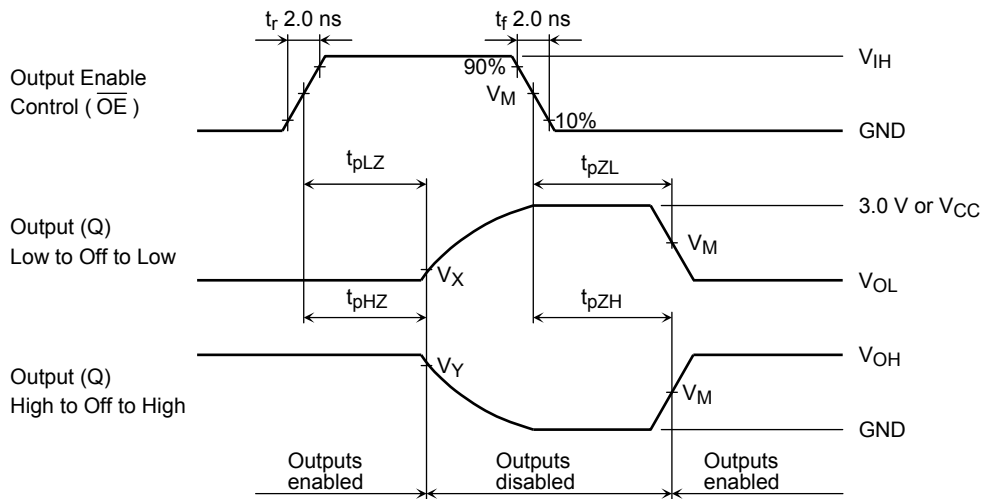 tr 2.0 ns
tf 2.0 ns
Output Enable
Control ( OE )
90%
VM
10%
VIH
GND
tpLZ
tpZL
3.0 V or VCC
Output (Q)
Low to Off to Low
VX
VM
VOL
tpHZ
tpZH
Output (Q)
High to Off to High
VY
VM
VOH
GND
Outputs
enabled
Outputs
disabled
Outputs
enabled